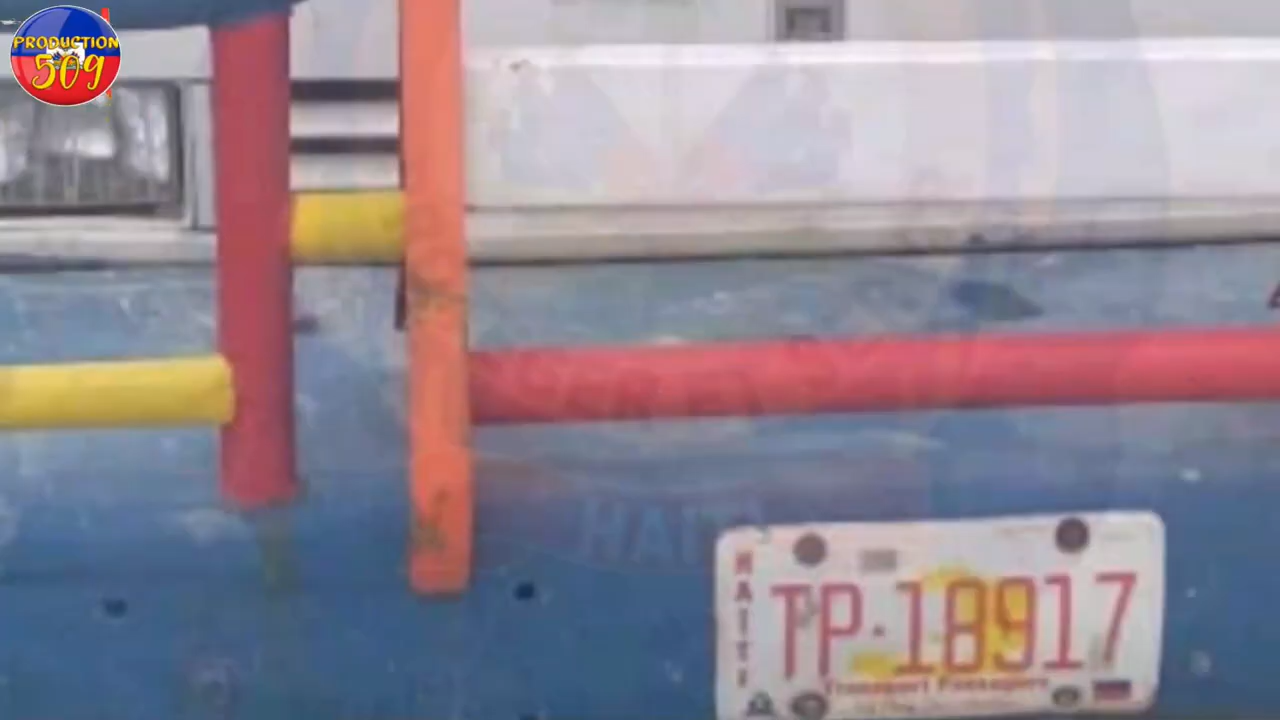 PRODUCTION
509
HAITI
HAITI
TP-18917
Transport Passagers